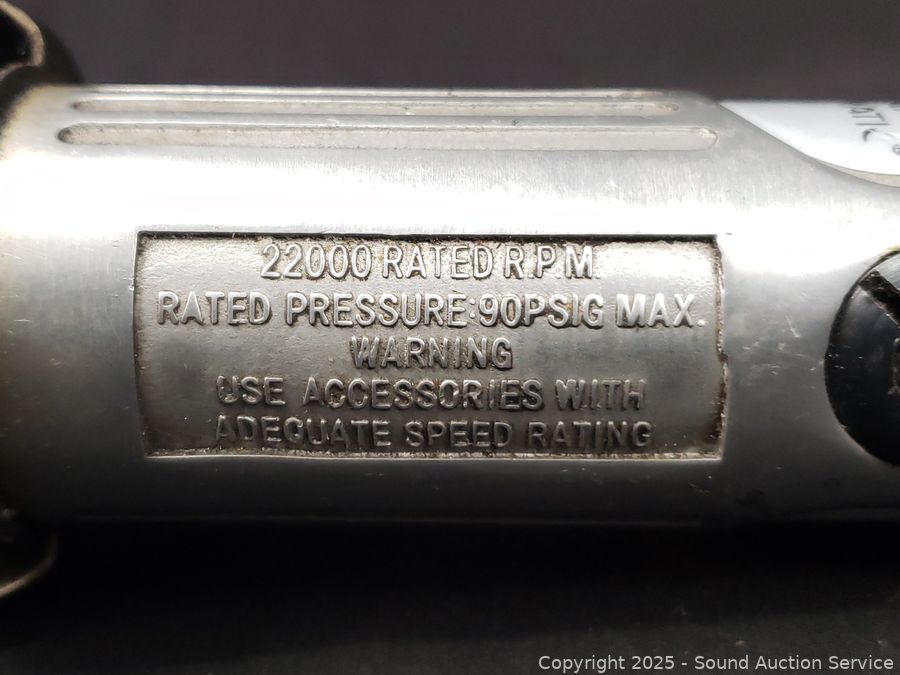 22000 RATED R.P.M.
RATED PRESSURE:90PSIG MAX.
WARNING
USE ACCESSORIES WITH
ADEQUATE SPEED RATING
Copyright 2025 - Sound Auction Service